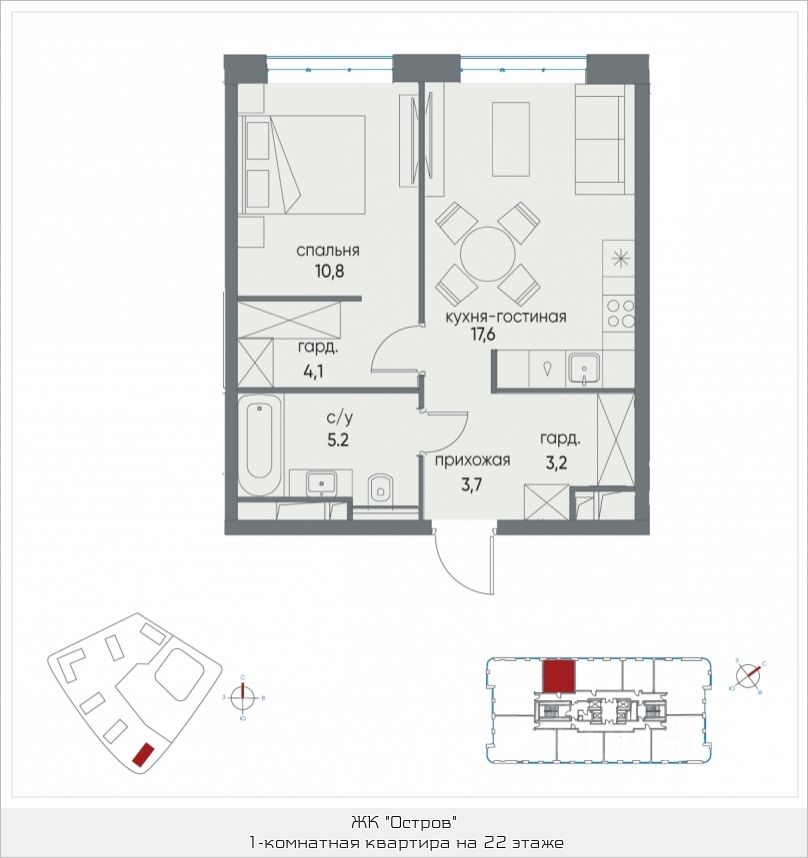 спальня
10,8
кухня-гостиная
17,6
гард.
4,1
с/у
5.2
прихожая
3,7
гард.
3,2
С
З В
Ю
З С
Ю В
ЖК "Остров"
1-комнатная квартира на 22 этаже